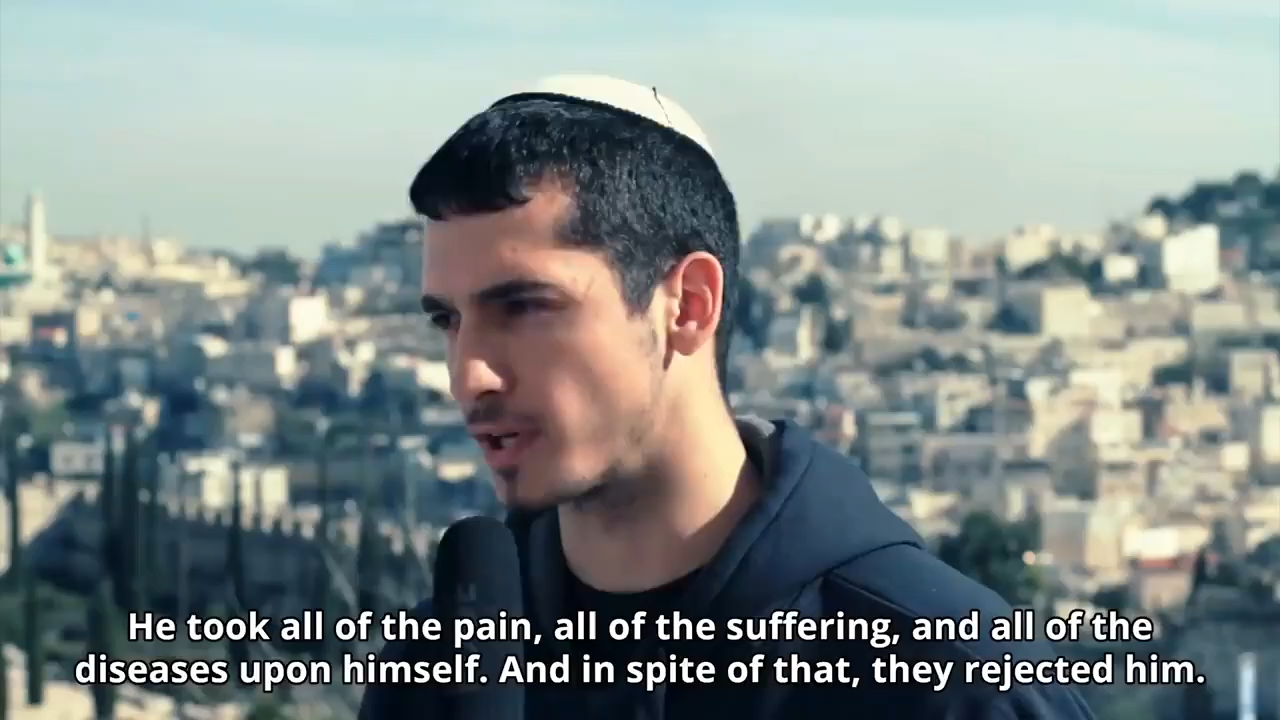 He took all of the pain, all of the suffering, and all of the
diseases upon himself. And in spite of that, they rejected him.